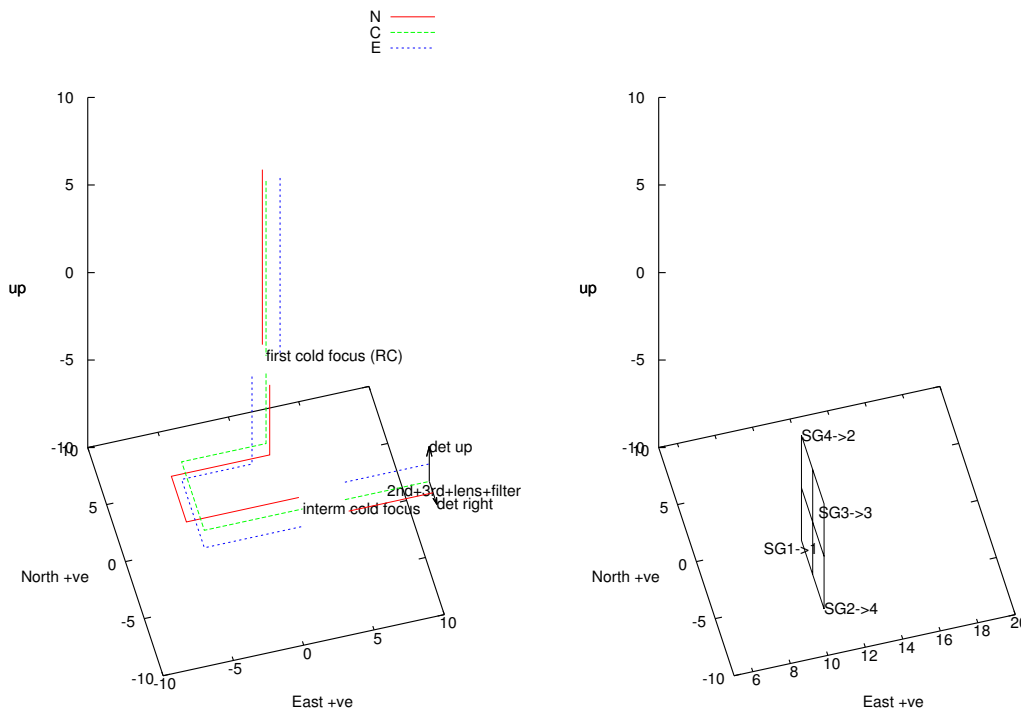 N
C
E
10
5
0
-5
-10
up
first cold focus (RC)
det up
2nd+3rd+lens+filter
det right
interm cold focus
10
5
0
-5
-10
North +ve
-10
-5
0
5
10
East +ve
10
5
0
-5
-10
up
SG4->2
SG3->3
SG1->1
SG2->4
10
5
0
-5
-10
North +ve
6
8
10
12
14
16
18
20
East +ve